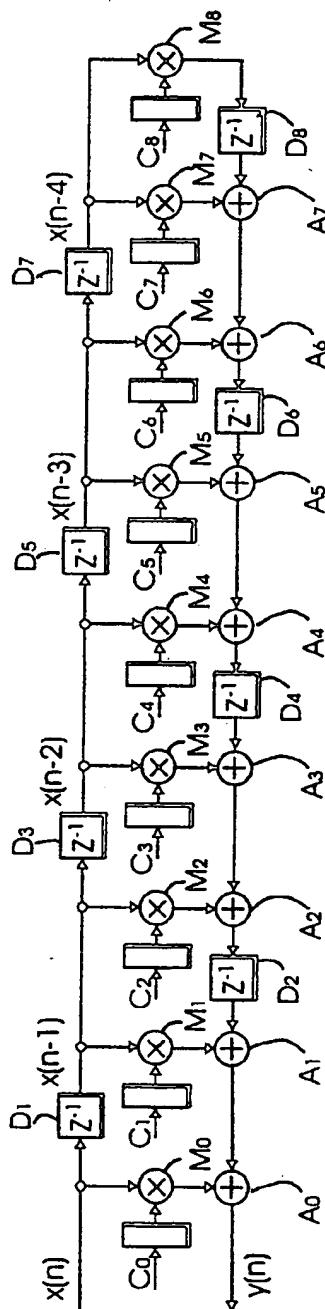 x(n) D1 x(n-1) D3 x(n-2) D5 x(n-3) D7 x(n-4)
Z-1 Z-1 Z-1 Z-1
C0 C1 C2 C3 C4 C5 C6 C7 C8
M0 M1 M2 M3 M4 M5 M6 M7 M8
Z-1 Z-1 Z-1 Z-1
y(n) A0 A1 D2 A2 A3 D4 A4 A5 D6 A6 A7 D8